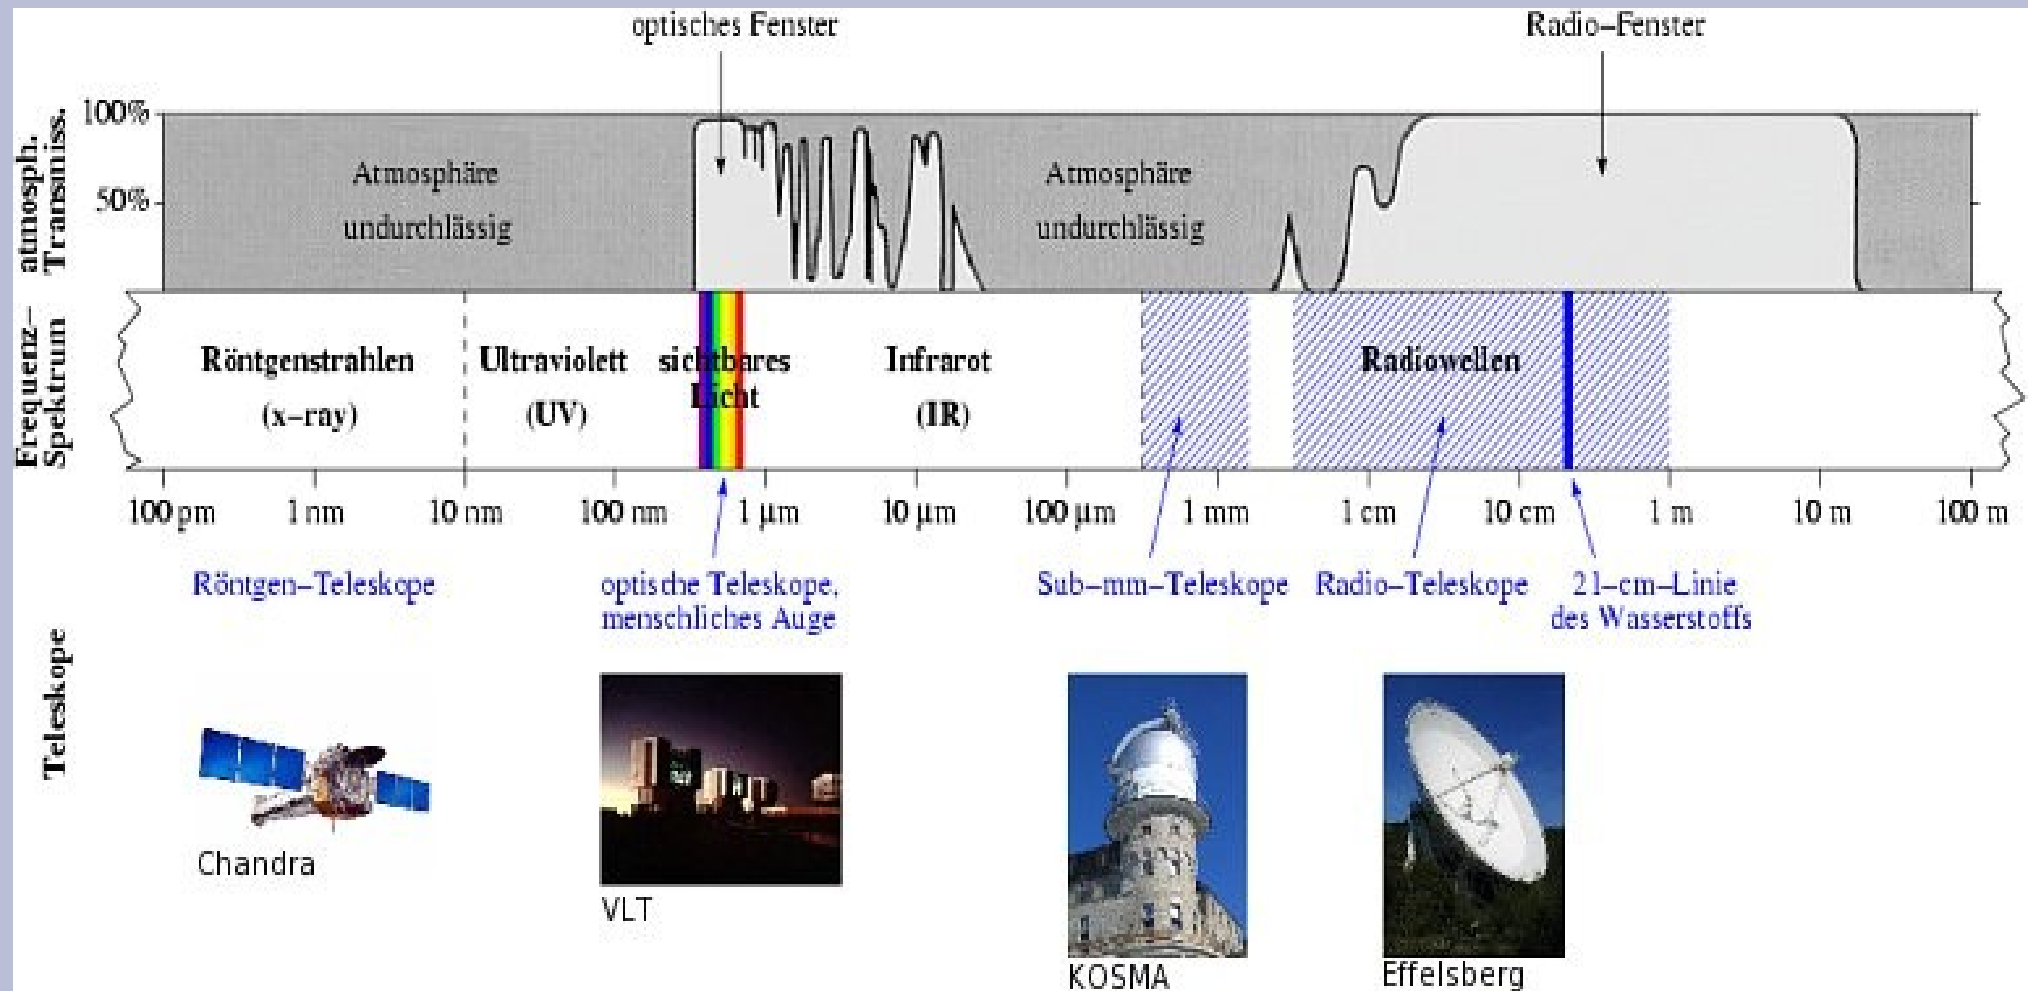 optisches Fenster
Radio–Fenster
atmosph.
Transmiss.
100%
50%
Atmosphäre
undurchlässig
Atmosphäre
undurchlässig
Frequenz–
Spektrum
Röntgenstrahlen
(x–ray)
Ultraviolett
(UV)
sichtbares
Licht
Infrarot
(IR)
Radiowellen
100 pm 1 nm 10 nm 100 nm 1 µm 10 µm 100 µm 1 mm 1 cm 10 cm 1 m 10 m 100 m
Teleskope
Röntgen–Teleskope
optische Teleskope,
menschliches Auge
Sub–mm–Teleskope
Radio–Teleskope
21–cm–Linie
des Wasserstoffs
Chandra
VLT
KOSMA
Effelsberg